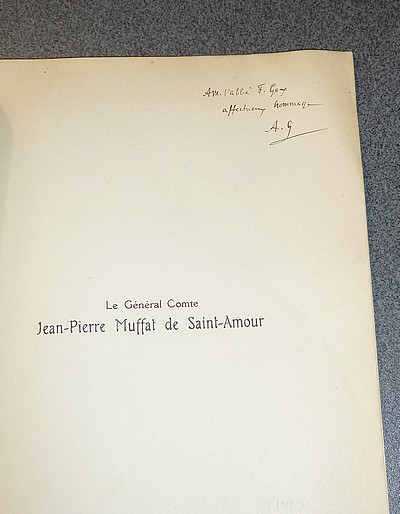 A M. l'abbé F. Gex
affectueux hommage
A. G
Le Général Comte
Jean-Pierre Muffat de Saint-Amour